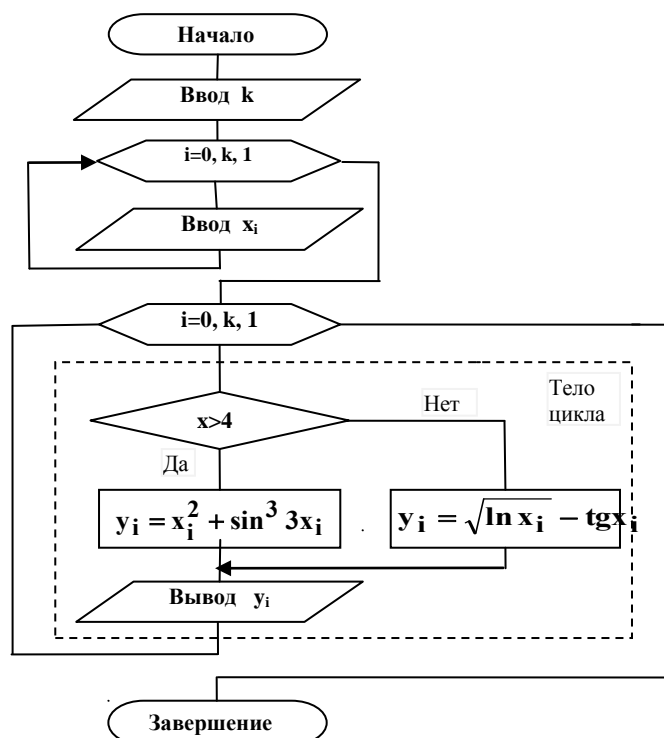 Начало
Ввод k
i=0, k, 1
Ввод xᵢ
i=0, k, 1
Тело
цикла
Нет
x>4
Да
yᵢ = xᵢ² + sin³ 3xᵢ
yᵢ = √ln xᵢ − tgxᵢ
Вывод yᵢ
Завершение